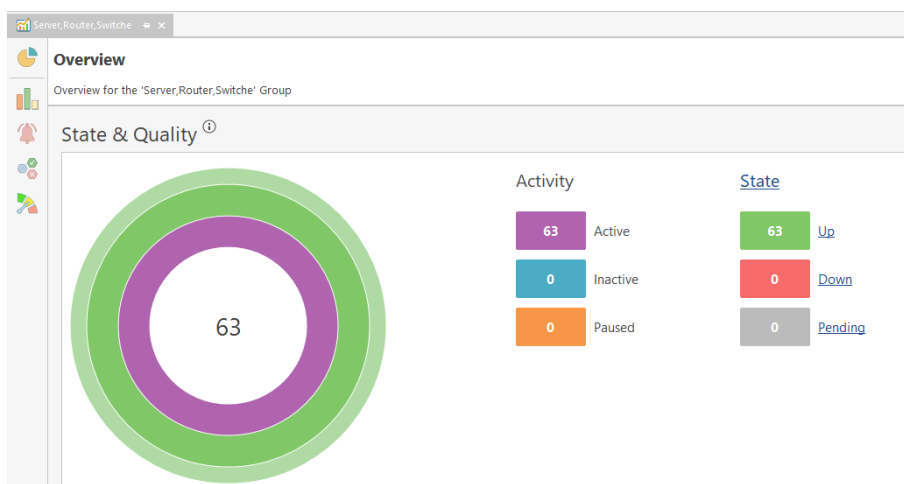 Server,Router,Switche
Overview
Overview for the 'Server,Router,Switche' Group
State & Quality
Activity
State
63 Active
63 Up
0 Inactive
0 Down
0 Paused
0 Pending
63